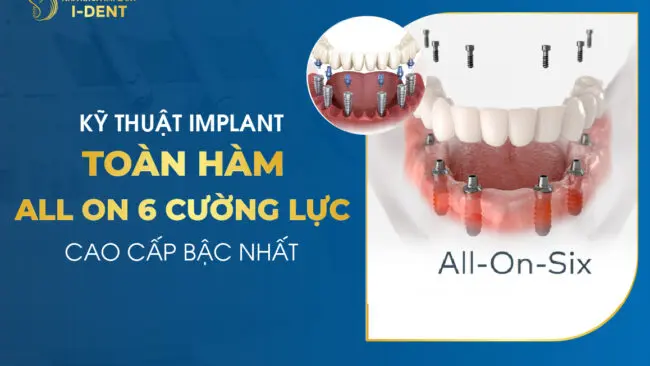 I-DENT
KỸ THUẬT IMPLANT
TOÀN HÀM
ALL ON 6 CƯỜNG LỰC
CAO CẤP BẬC NHẤT
All-On-Six